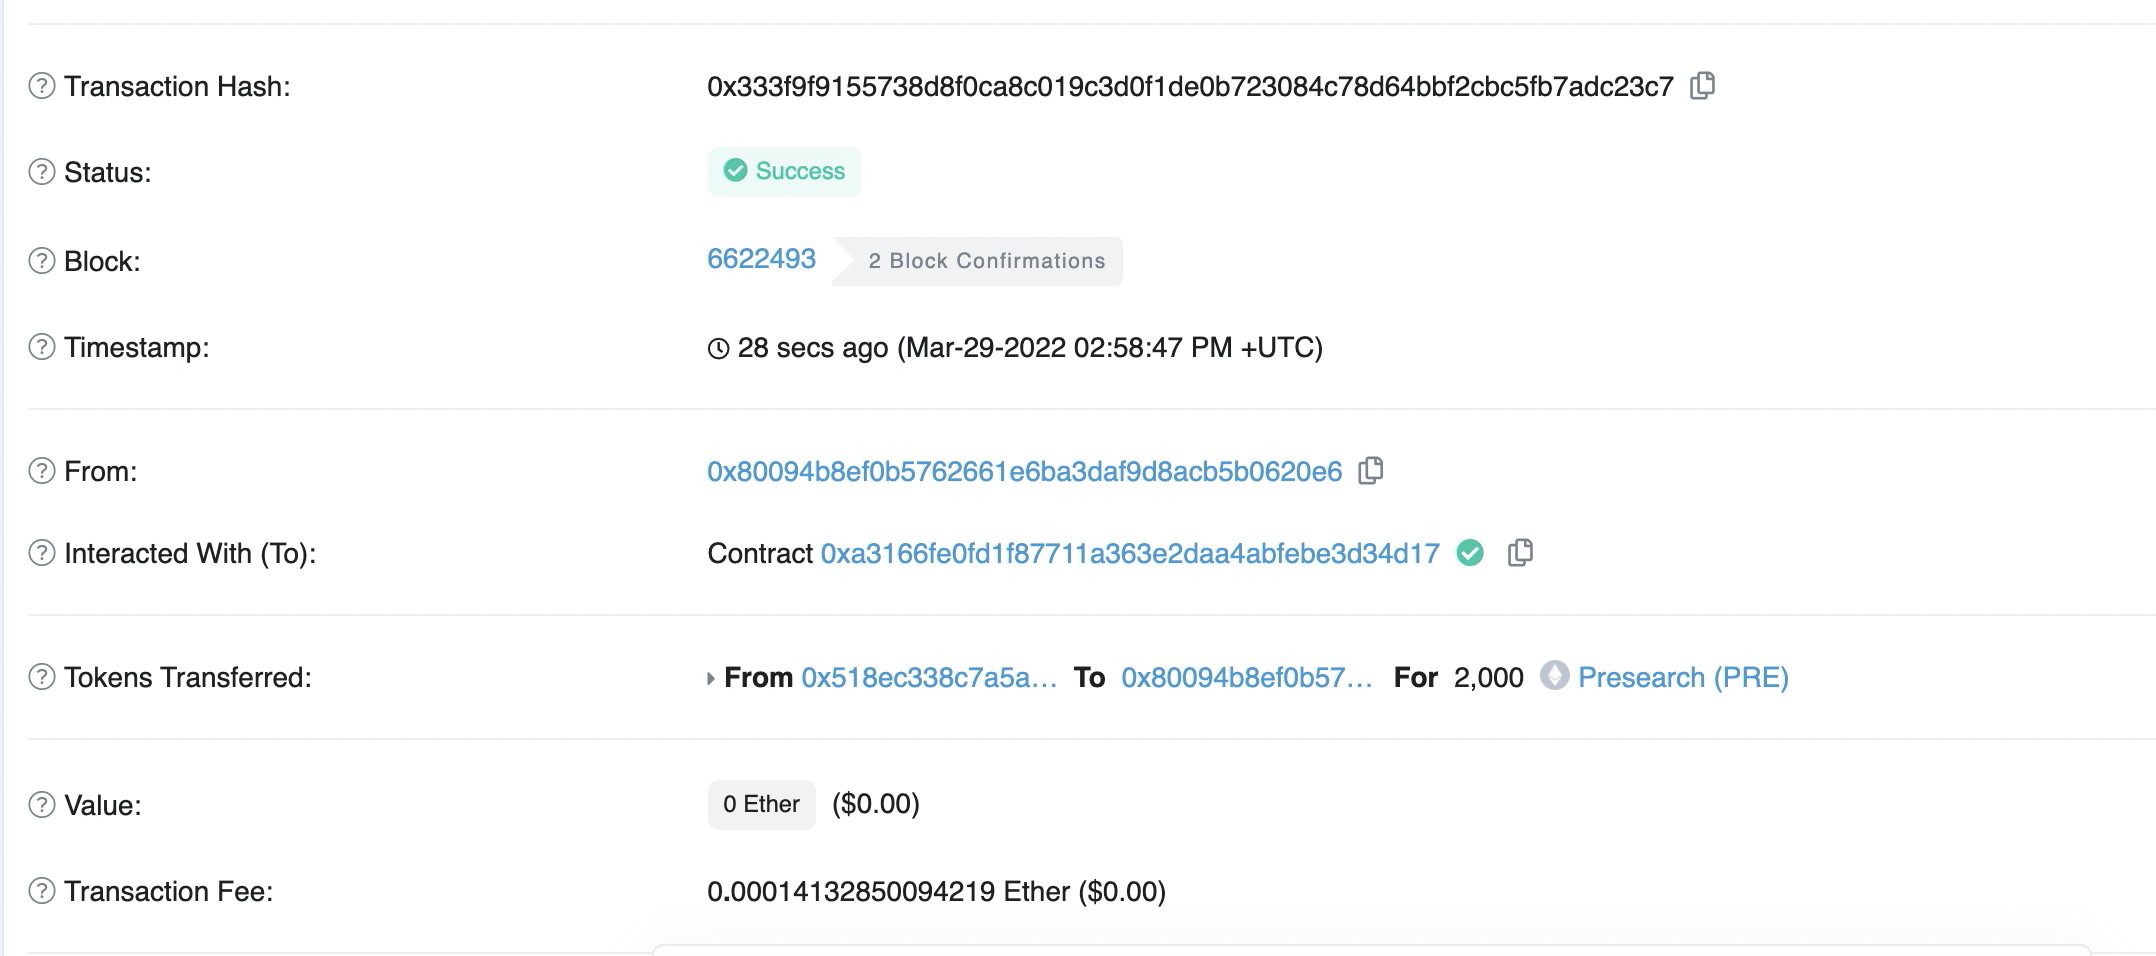 Transaction Hash: 0x333f9f9155738d8f0ca8c019c3d0f1de0b723084c78d64bbf2cbc5fb7adc23c7
Status: Success
Block: 6622493 2 Block Confirmations
Timestamp: 28 secs ago (Mar-29-2022 02:58:47 PM +UTC)
From: 0x80094b8ef0b5762661e6ba3daf9d8acb5b0620e6
Interacted With (To): Contract 0xa3166fe0fd1f87711a363e2daa4abfebe3d34d17
Tokens Transferred: From 0x518ec338c7a5a... To 0x80094b8ef0b57... For 2,000 Presearch (PRE)
Value: 0 Ether ($0.00)
Transaction Fee: 0.00014132850094219 Ether ($0.00)